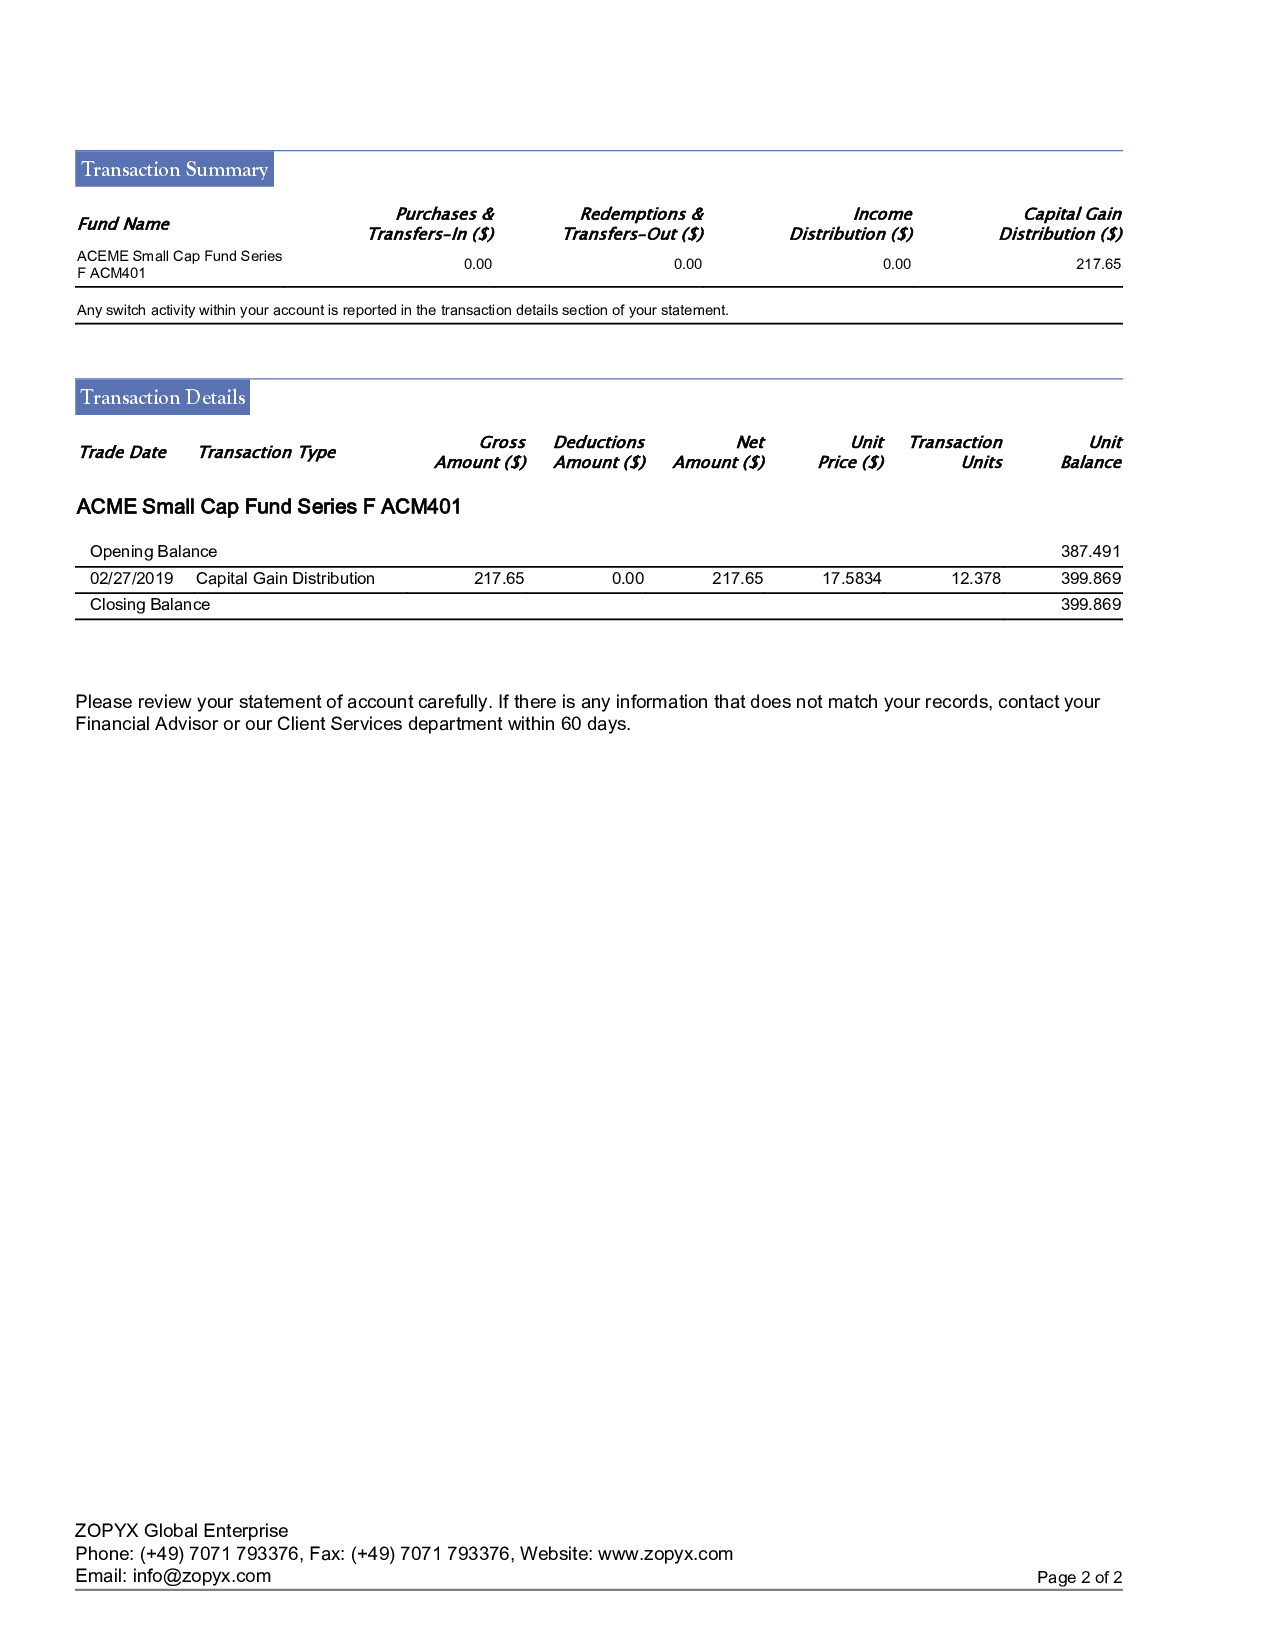 Transaction Summary
Fund Name Purchases & Transfers-In ($) Redemptions & Transfers-Out ($) Income Distribution ($) Capital Gain Distribution ($)
ACEME Small Cap Fund Series
F ACM401 0.00 0.00 0.00 217.65
Any switch activity within your account is reported in the transaction details section of your statement.
Transaction Details
Trade Date Transaction Type Gross Amount ($) Deductions Amount ($) Net Amount ($) Unit Price ($) Transaction Units Unit Balance
ACME Small Cap Fund Series F ACM401
Opening Balance 387.491
02/27/2019 Capital Gain Distribution 217.65 0.00 217.65 17.5834 12.378 399.869
Closing Balance 399.869
Please review your statement of account carefully. If there is any information that does not match your records, contact your
Financial Advisor or our Client Services department within 60 days.
ZOPYX Global Enterprise
Phone: (+49) 7071 793376, Fax: (+49) 7071 793376, Website: www.zopyx.com
Email: info@zopyx.com
Page 2 of 2